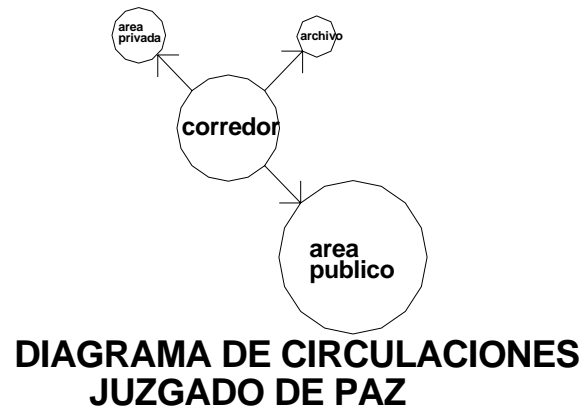 area
privada
archivo
corredor
area
publico
DIAGRAMA DE CIRCULACIONES
JUZGADO DE PAZ